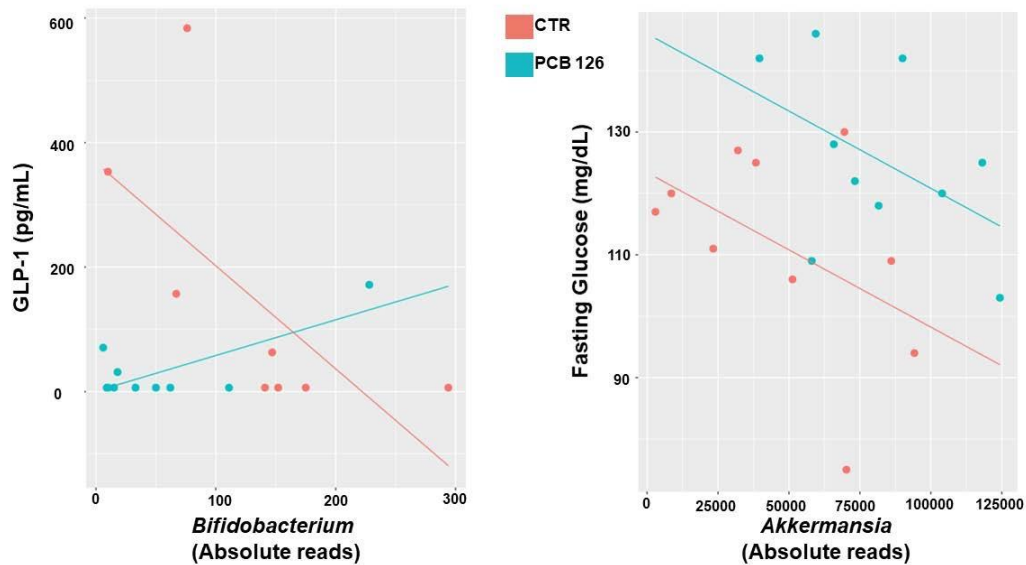 600
400
200
0
GLP-1 (pg/mL)
0 100 200 300
Bifidobacterium
(Absolute reads)
CTR
PCB 126
130
110
90
Fasting Glucose (mg/dL)
0 25000 50000 75000 100000 125000
Akkermansia
(Absolute reads)